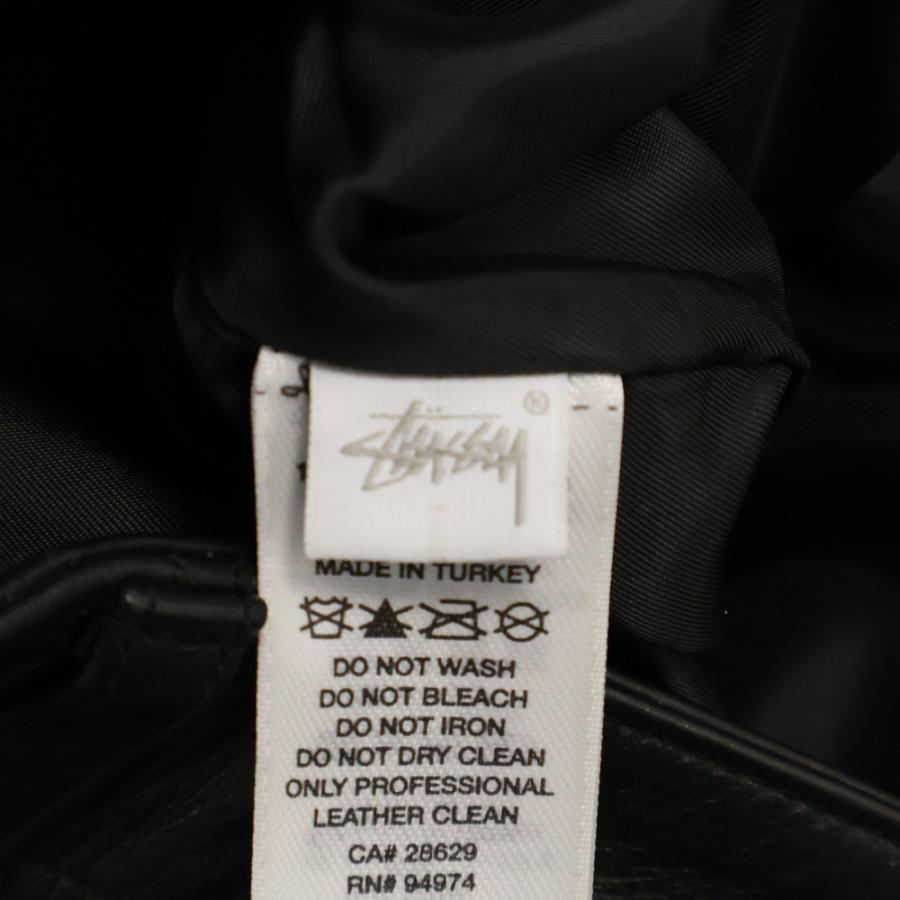 Stüssy ®
MADE IN TURKEY
DO NOT WASH
DO NOT BLEACH
DO NOT IRON
DO NOT DRY CLEAN
ONLY PROFESSIONAL
LEATHER CLEAN
CA# 28629
RN# 94974